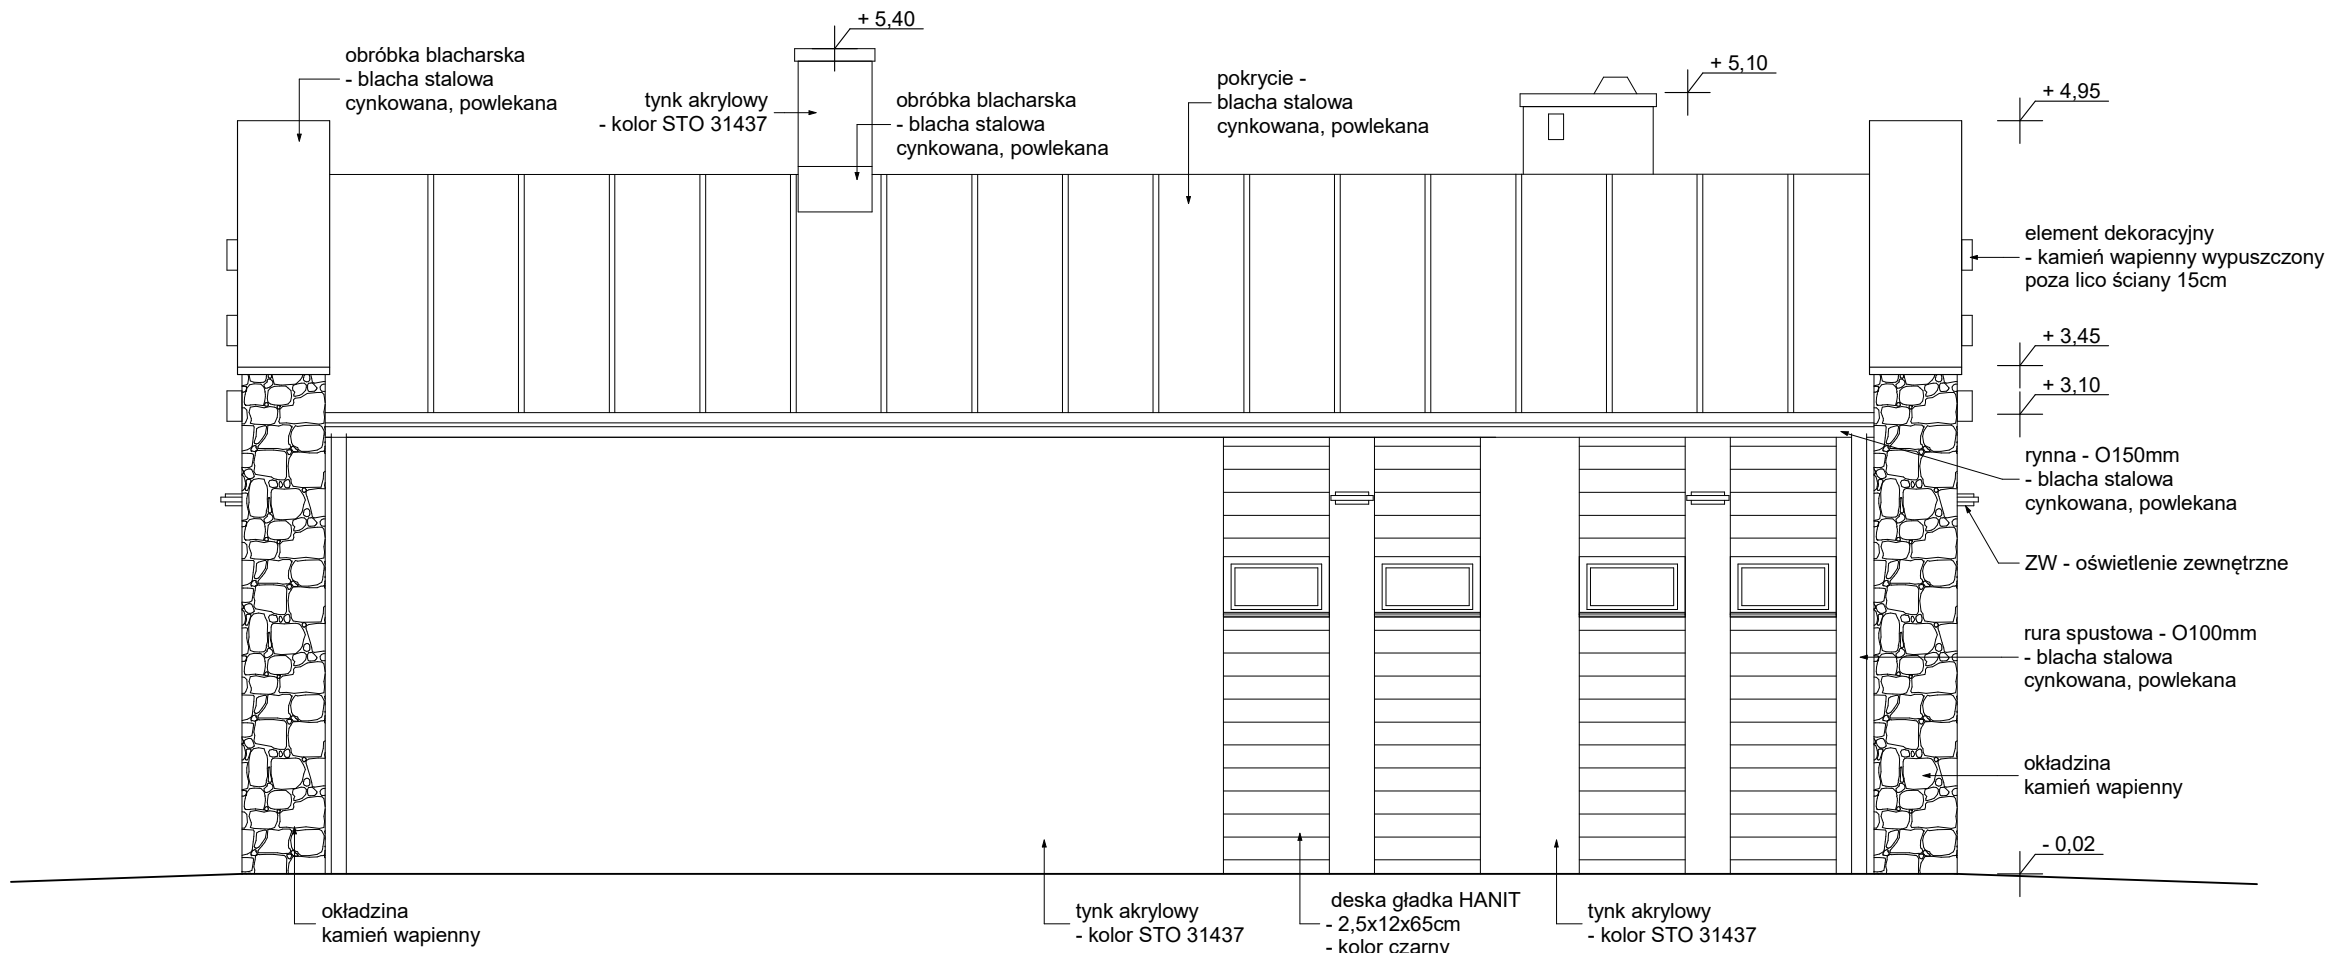 + 5,40
obróbka blacharska
- blacha stalowa
cynkowana, powlekana
tynk akrylowy
- kolor STO 31437
obróbka blacharska
- blacha stalowa
cynkowana, powlekana
pokrycie -
blacha stalowa
cynkowana, powlekana
+ 5,10
+ 4,95
element dekoracyjny
- kamień wapienny wypuszczony
poza lico ściany 15cm
+ 3,45
+ 3,10
rynna - O150mm
- blacha stalowa
cynkowana, powlekana
ZW - oświetlenie zewnętrzne
rura spustowa - O100mm
- blacha stalowa
cynkowana, powlekana
okładzina
kamień wapienny
- 0,02
okładzina
kamień wapienny
tynk akrylowy
- kolor STO 31437
deska gładka HANIT
- 2,5x12x65cm
- kolor czarny
tynk akrylowy
- kolor STO 31437